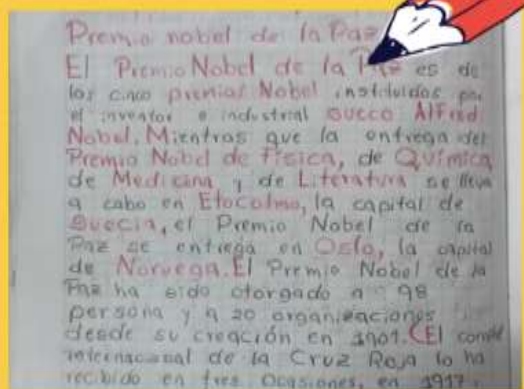 Premio nobel de la Paz
El Premio Nobel de la Paz es de
los cinco premios Nobel instituidos por
el inventor e industrial sueco Alfred
Nobel. Mientras que la entrega del
Premio Nobel de Física, de Química
de Medicina y de Literatura se lleva
a cabo en Etocolmo, la capital de
Suecia, el Premio Nobel de la
Paz se entrega en Oslo, la capital
de Noruega. El Premio Nobel de la
Paz ha sido otorgado a 98
persona y a 20 organizaciones
desde su creación en 1901. (El comité
internacional de la Cruz Roja lo ha
recibido en tres Ocasiones, en 1917